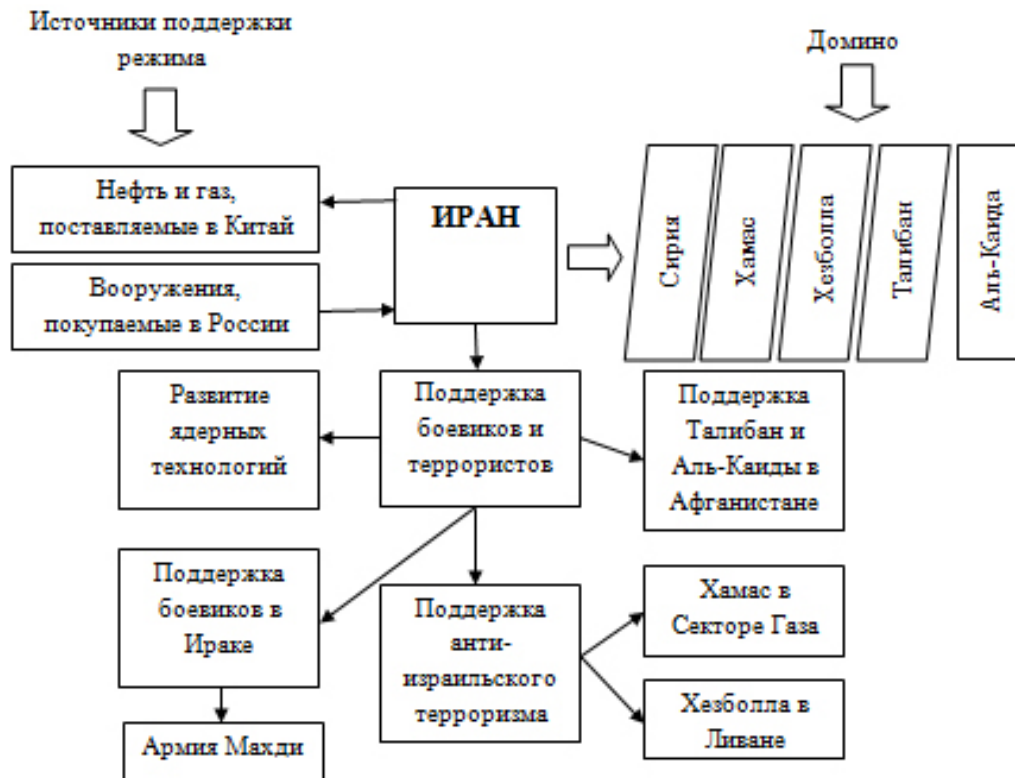 Источники поддержки
режима
Домино
Нефть и газ,
поставляемые в Китай
ИРАН
Сирия
Хамас
Хезболла
Талибан
Аль-Каида
Вооружения,
покупаемые в России
Развитие
ядерных
технологий
Поддержка
боевиков и
террористов
Поддержка
Талибан и
Аль-Каиды в
Афганистане
Поддержка
боевиков в
Ираке
Поддержка
анти-
израильского
терроризма
Хамас в
Секторе Газа
Хезболла в
Ливане
Армия Махди